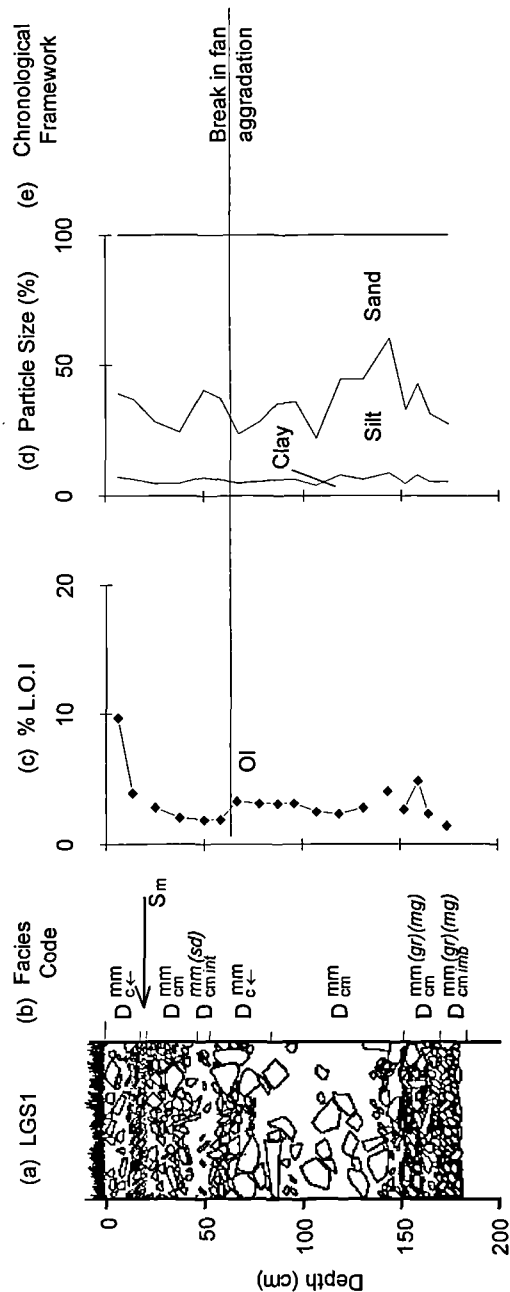 (a) LGS1
(b) Facies
Code
(c) % L.O.I
(d) Particle Size (%)
(e) Chronological
Framework
0
50
100
150
200
Depth (cm)
D mm c←
Sm
D mm cm
D mm (sd) cm int
D mm c←
D mm cm
D mm (gr) (mg) cm
D mm (gr) (mg) cm imb
0
10
20
Ol
0
50
100
Clay
Silt
Sand
Break in fan
aggradation